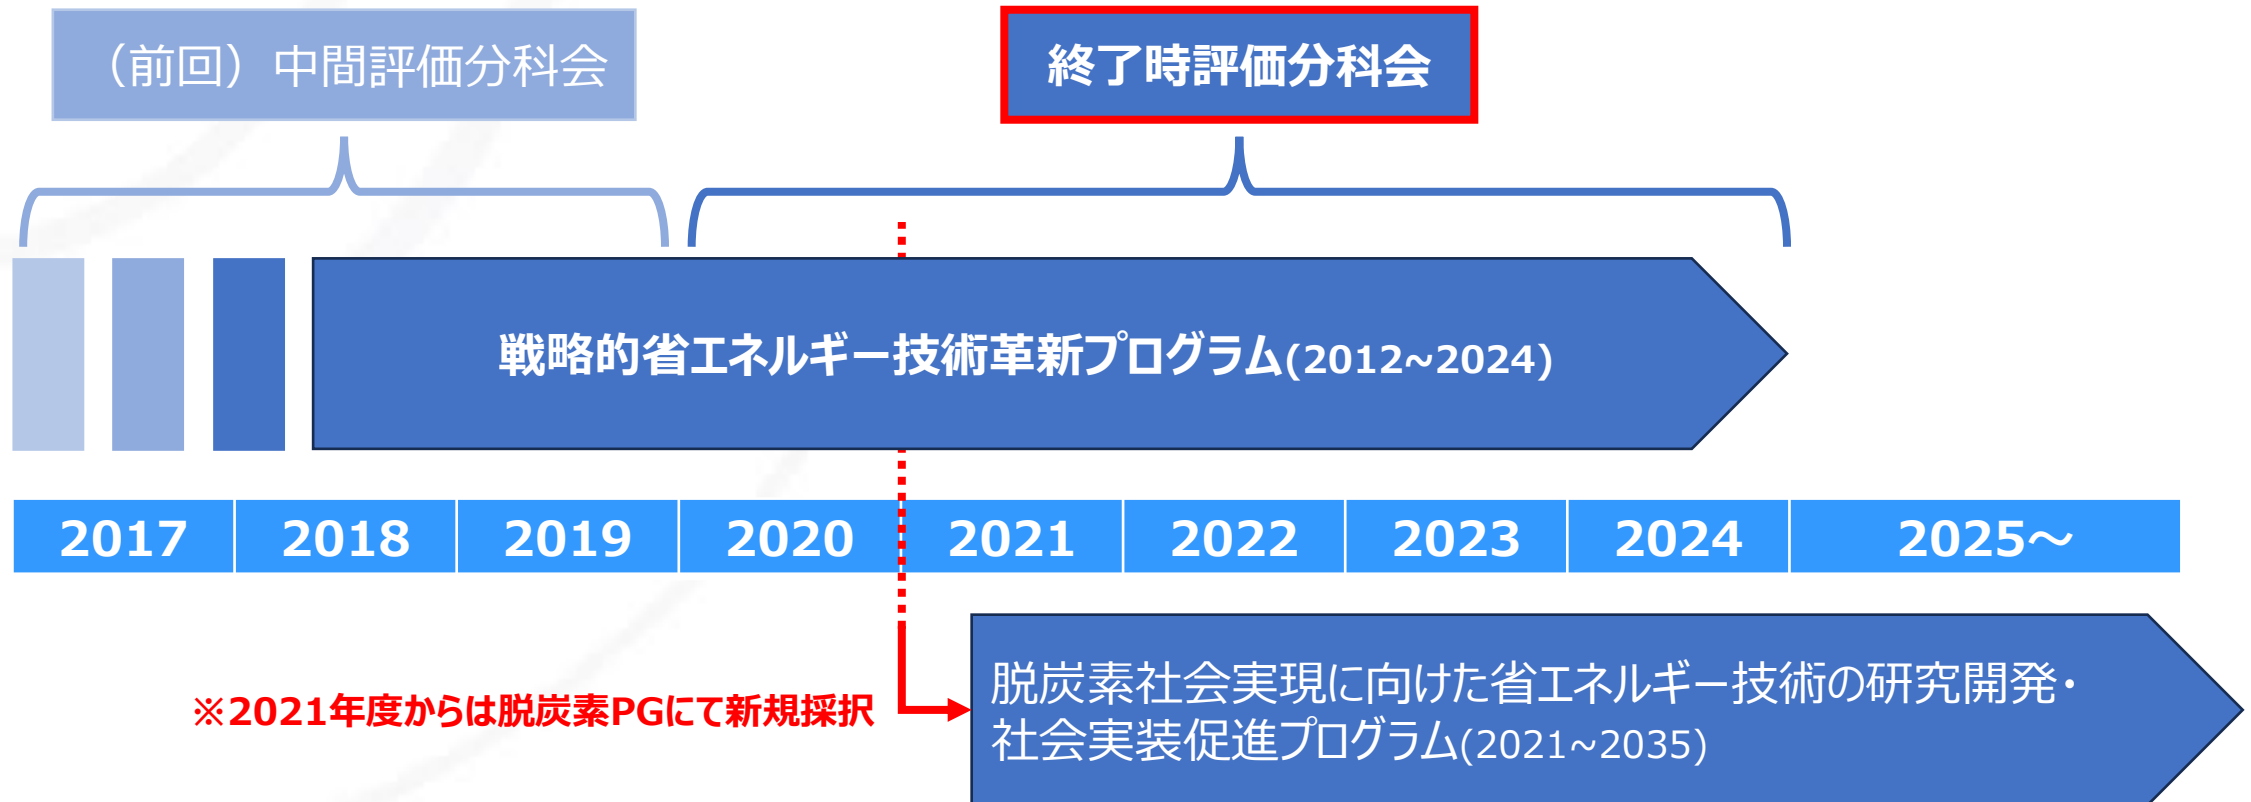 （前回）中間評価分科会
終了時評価分科会
戦略的省エネルギー技術革新プログラム(2012~2024)
2017
2018
2019
2020
2021
2022
2023
2024
2025～
※2021年度からは脱炭素PGにて新規採択
脱炭素社会実現に向けた省エネルギー技術の研究開発・
社会実装促進プログラム(2021~2035)